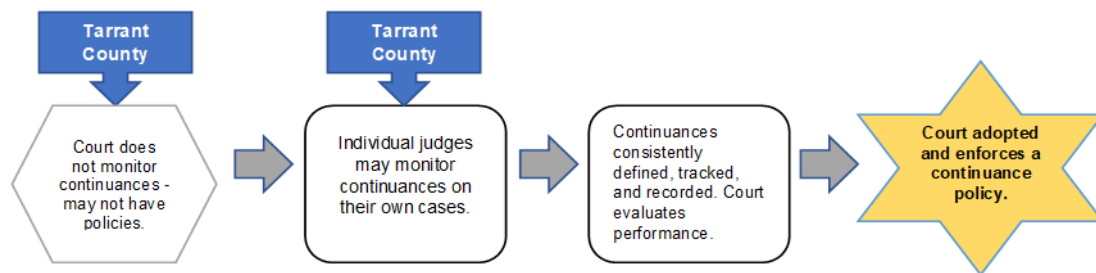 Tarrant
County
Tarrant
County
Court does
not monitor
continuances -
may not have
policies.
Individual judges
may monitor
continuances on
their own cases.
Continuances
consistently
defined, tracked,
and recorded. Court
evaluates
performance.
Court adopted
and enforces a
continuance
policy.